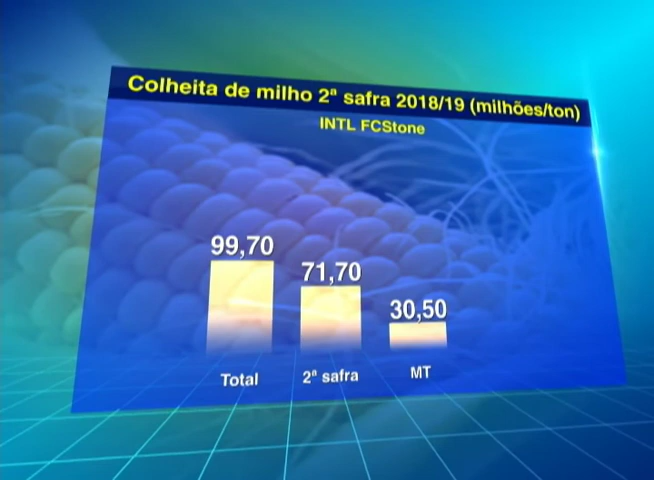 Colheita de milho 2ª safra 2018/19 (milhões/ton)
INTL FCStone
99,70
71,70
30,50
Total
2ª safra
MT